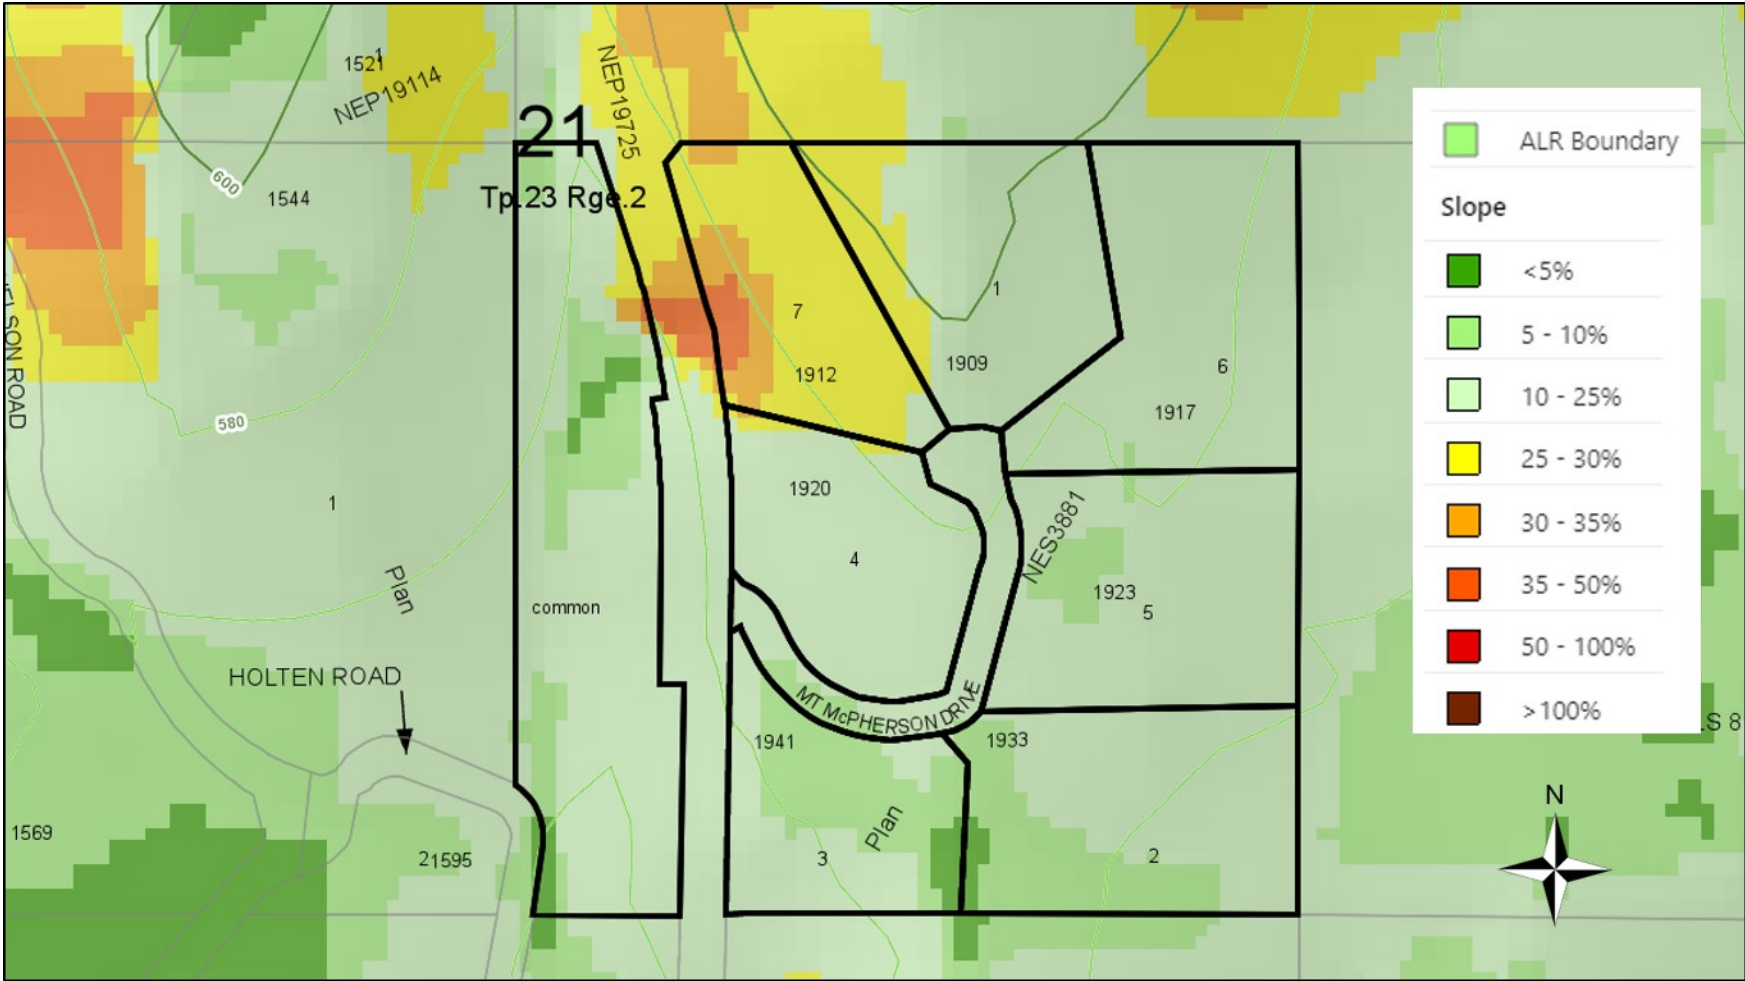 1521
NEP19114
21
NEP19725
Tp.23 Rge.2
600
1544
1
7
1
1912
1909
6
1917
580
1
1920
4
NES3881
1923
5
Plan
common
HOLTEN ROAD
MT McPHERSON DRIVE
1941
1933
1569
21595
Plan
3
2
ALR Boundary
Slope
<5%
5 - 10%
10 - 25%
25 - 30%
30 - 35%
35 - 50%
50 - 100%
>100%
N